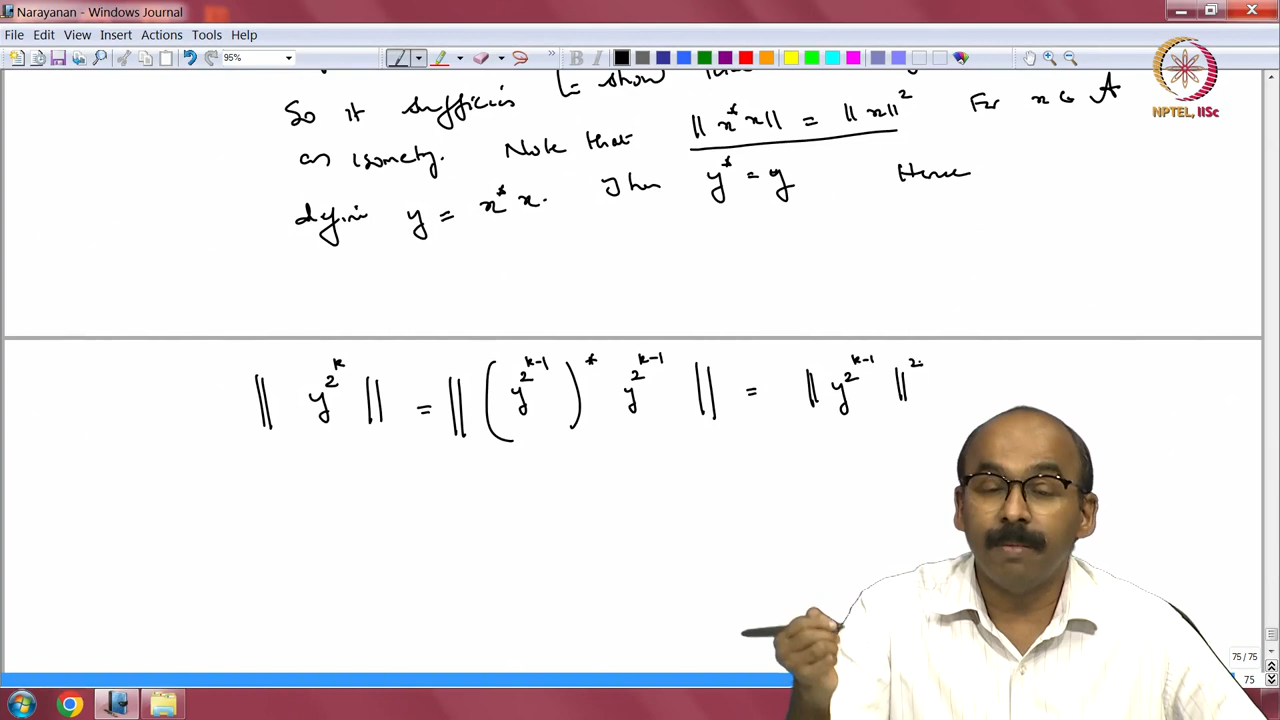 Narayanan - Windows Journal
File Edit View Insert Actions Tools Help
95%
NPTEL, IISc
So it suffices to show
an isometry. Note that ‖x*x‖ = ‖x‖² For x ∈ A
define y = x*x. Then y* = y Hence
‖ y^{2^k} ‖ = ‖ ( y^{2^{k-1}} )* y^{2^{k-1}} ‖ = ‖ y^{2^{k-1}} ‖²
75/75
75